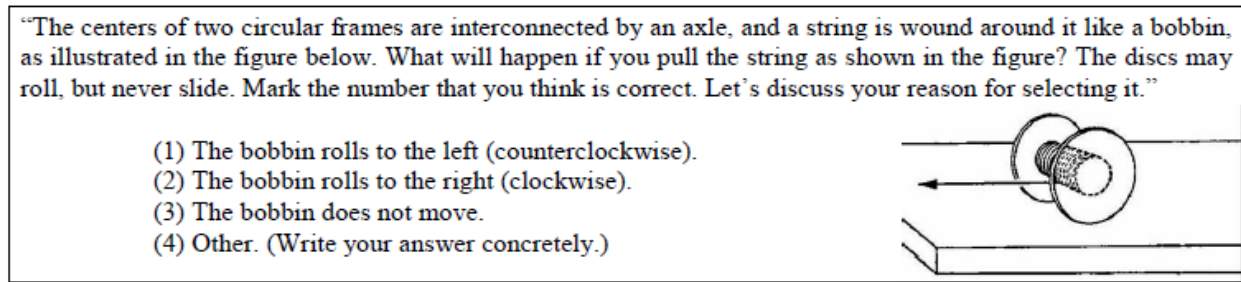 “The centers of two circular frames are interconnected by an axle, and a string is wound around it like a bobbin,
as illustrated in the figure below. What will happen if you pull the string as shown in the figure? The discs may
roll, but never slide. Mark the number that you think is correct. Let’s discuss your reason for selecting it.”
(1) The bobbin rolls to the left (counterclockwise).
(2) The bobbin rolls to the right (clockwise).
(3) The bobbin does not move.
(4) Other. (Write your answer concretely.)